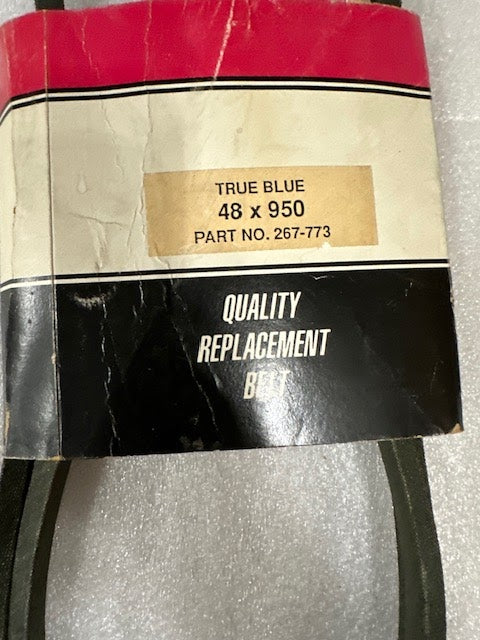 TRUE BLUE
48 x 950
PART NO. 267-773
QUALITY
REPLACEMENT
BELT